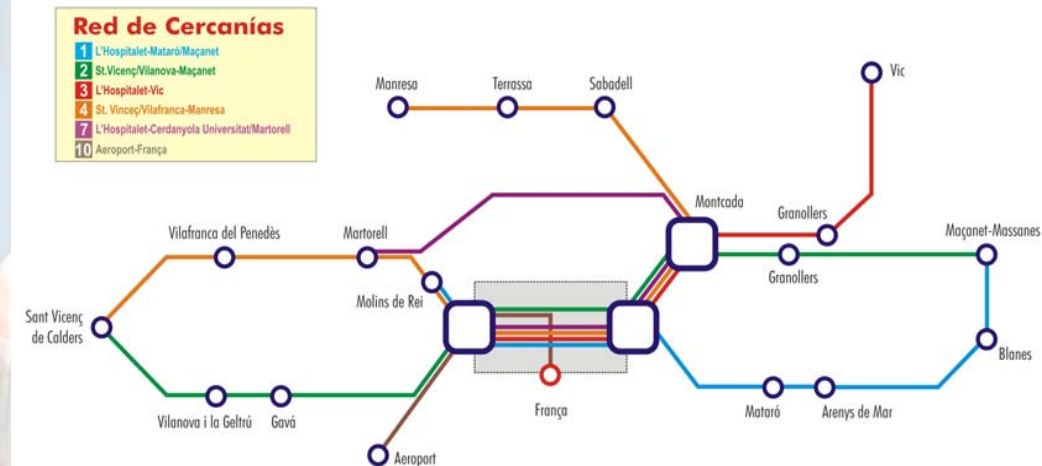 Red de Cercanías
1 L'Hospitalet-Mataró/Maçanet
2 St.Vicenç/Vilanova-Maçanet
3 L'Hospitalet-Vic
4 St. Vinceç/Vilafranca-Manresa
7 L'Hospitalet-Cerdanyola Universitat/Martorell
10 Aeroport-França
Manresa
Terrassa
Sabadell
Vic
Montcada
Granollers
Maçanet-Massanes
Vilafranca del Penedès
Martorell
Granollers
Molins de Rei
Sant Vicenç
de Calders
Blanes
França
Mataró
Arenys de Mar
Vilanova i la Geltrú
Gavá
Aeroport